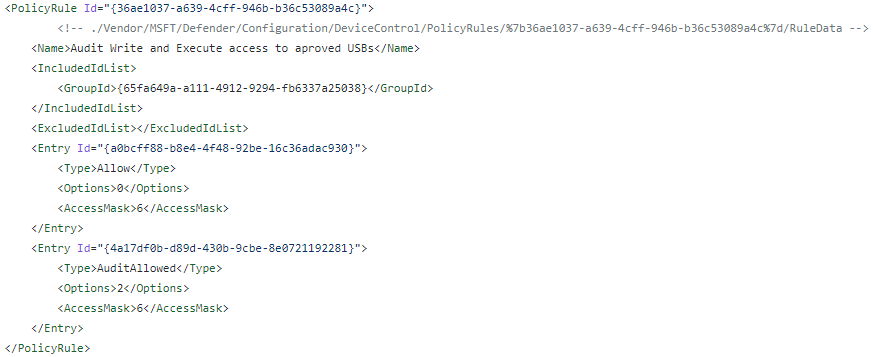 <PolicyRule Id="{36ae1037-a639-4cff-946b-b36c53089a4c}">
<!-- ./Vendor/MSFT/Defender/Configuration/DeviceControl/PolicyRules/%7b36ae1037-a639-4cff-946b-b36c53089a4c%7d/RuleData -->
<Name>Audit Write and Execute access to aproved USBs</Name>
<IncludedIdList>
<GroupId>{65fa649a-a111-4912-9294-fb6337a25038}</GroupId>
</IncludedIdList>
<ExcludedIdList></ExcludedIdList>
<Entry Id="{a0bcff88-b8e4-4f48-92be-16c36adac930}">
<Type>Allow</Type>
<Options>0</Options>
<AccessMask>6</AccessMask>
</Entry>
<Entry Id="{4a17df0b-d89d-430b-9cbe-8e0721192281}">
<Type>AuditAllowed</Type>
<Options>2</Options>
<AccessMask>6</AccessMask>
</Entry>
</PolicyRule>